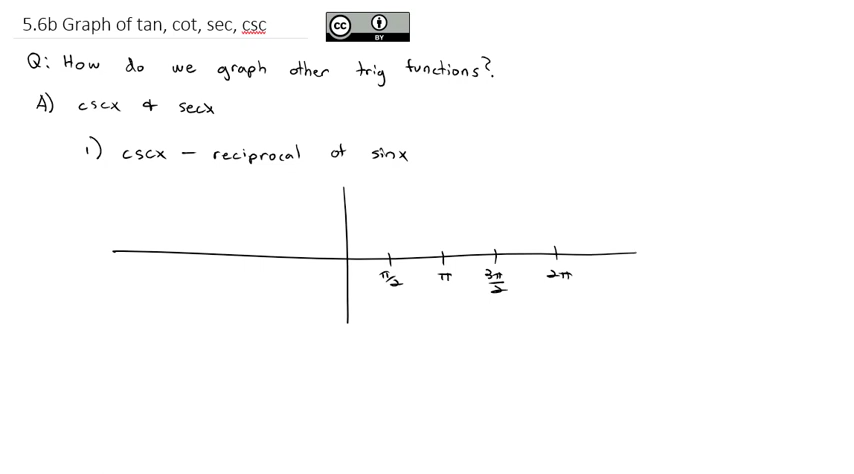 5.6b Graph of tan, cot, sec, csc
cc BY
Q: How do we graph other trig functions?
A) cscx & secx
1) cscx - reciprocal of sinx
π/2 π 3π/2 2π